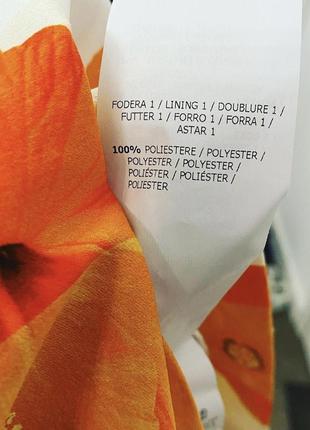 FODERA 1 / LINING 1 / DOUBLURE 1 /
FUTTER 1 / FORRO 1 / FORRA 1 /
ASTAR 1
100% POLIESTERE / POLYESTER /
POLYESTER / POLYESTER /
POLIÉSTER / POLIÉSTER /
POLIESTER